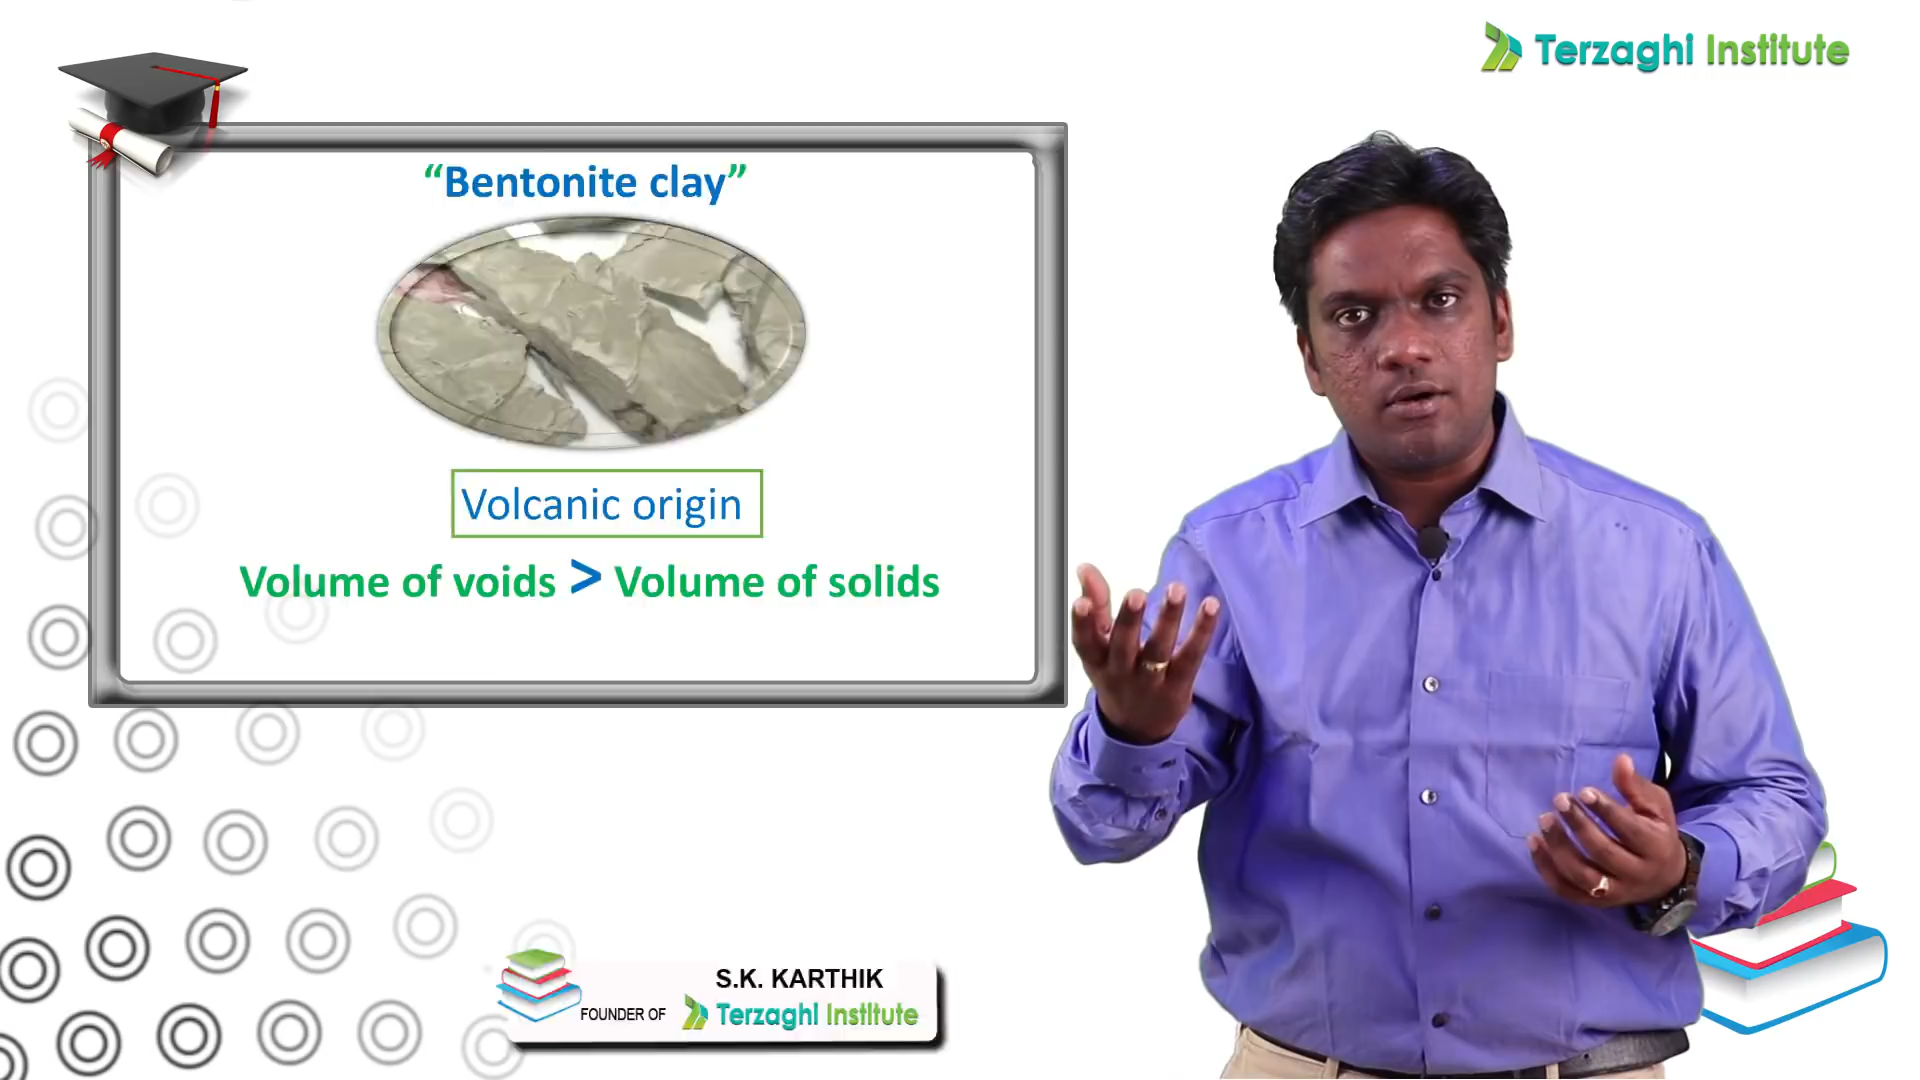 Terzaghi Institute
“Bentonite clay”
Volcanic origin
Volume of voids > Volume of solids
S.K. KARTHIK
FOUNDER OF Terzaghi Institute